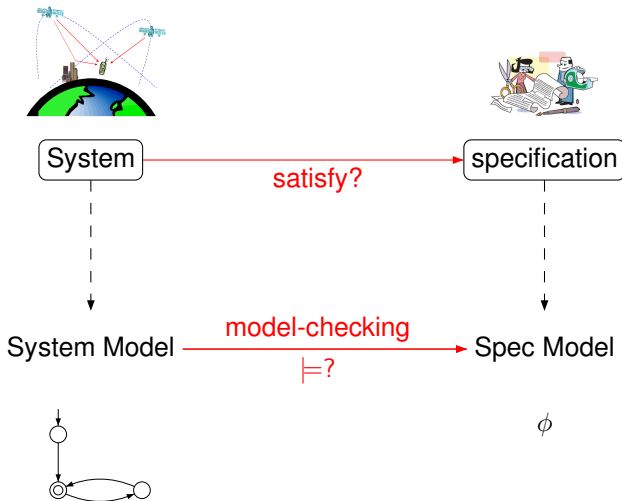 System
specification
satisfy?
model-checking
System Model
Spec Model
⊨?
ϕ